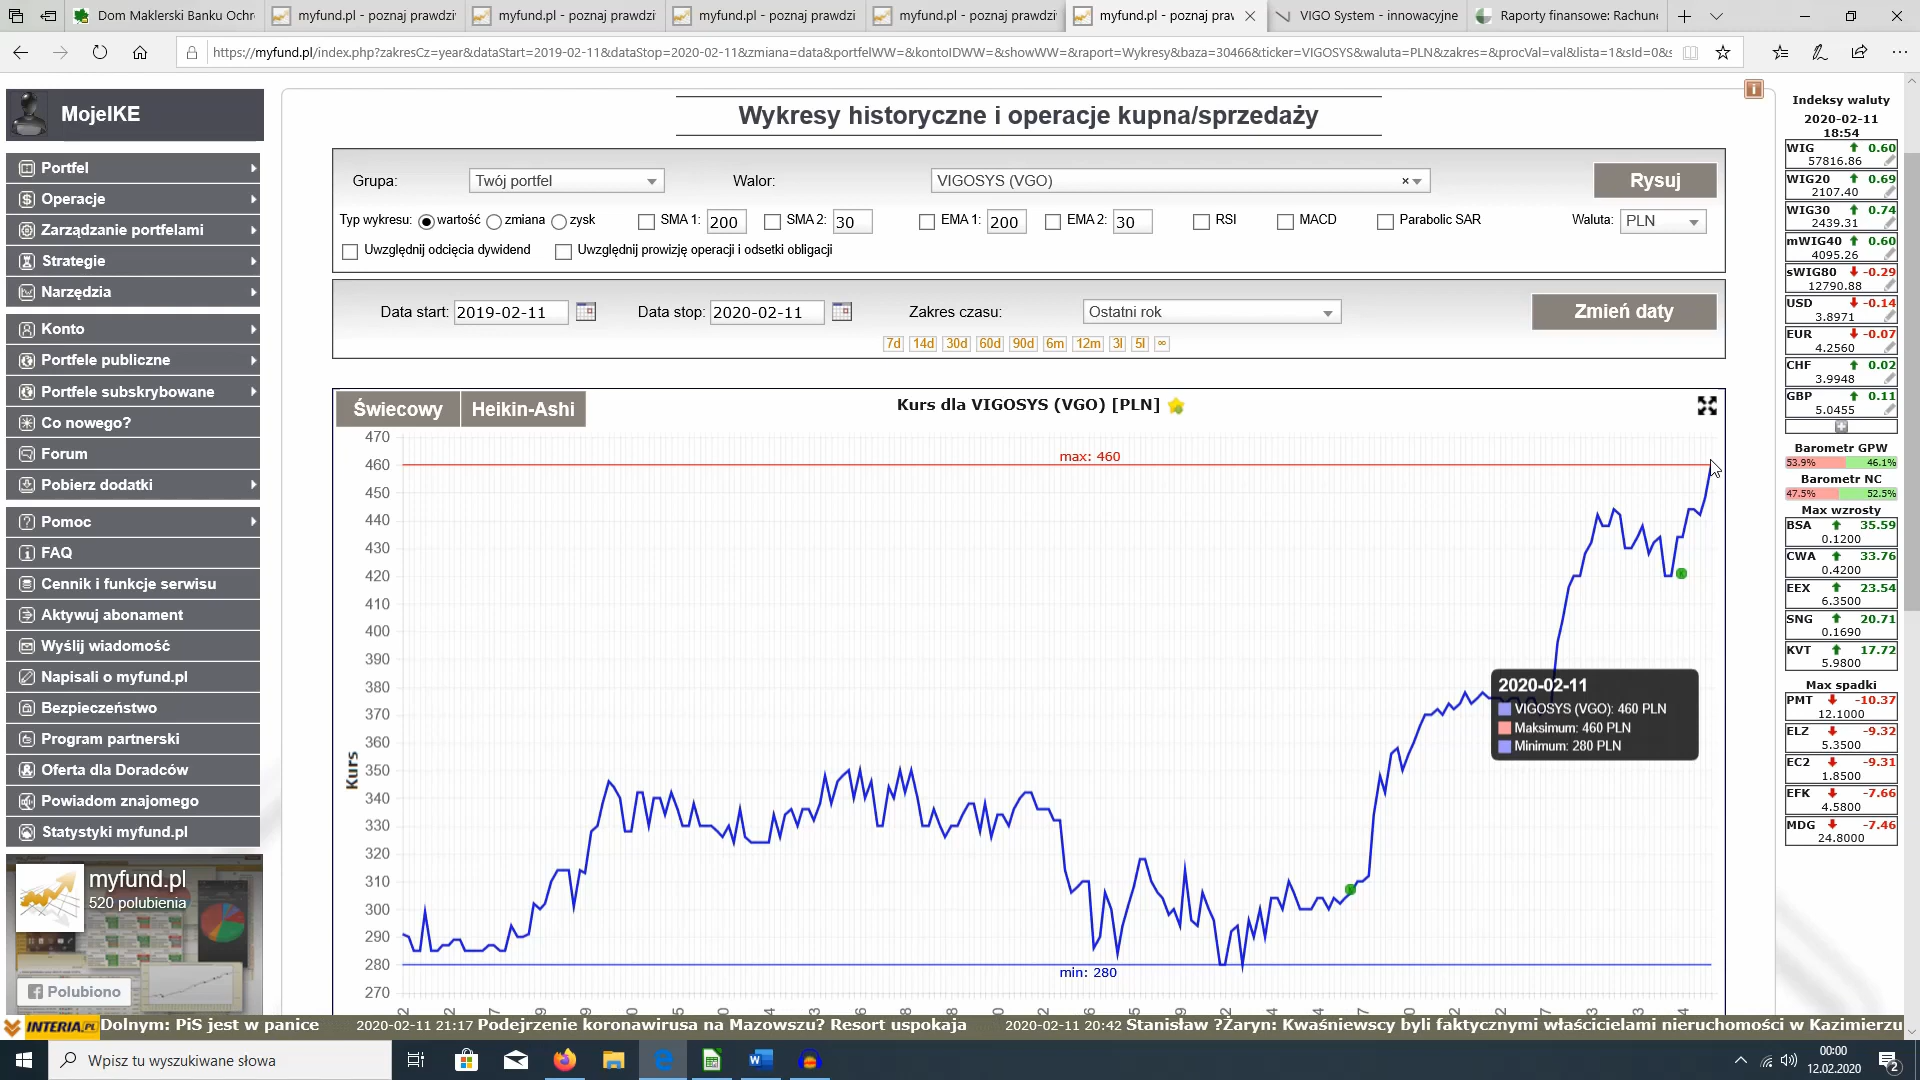 Dom Maklerski Banku Ochr
myfund.pl - poznaj prawdziv
myfund.pl - poznaj prawdzi
myfund.pl - poznaj prawdzi
myfund.pl - poznaj prawdzi
myfund.pl - poznaj prav
VIGO System - innowacyjne
Raporty finansowe: Rachune
https://myfund.pl/index.php?zakresCz=year&dataStart=2019-02-11&dataStop=2020-02-11&zmiana=data&portfelWW=&kontoIDWW=&showWW=&raport=Wykresy&baza=30466&ticker=VIGOSYS&waluta=PLN&zakres=&procVal=val&lista=1&sId=0&s
MojeIKE
Portfel
Operacje
Zarządzanie portfelami
Strategie
Narzędzia
Konto
Portfele publiczne
Portfele subskrybowane
Co nowego?
Forum
Pobierz dodatki
Pomoc
FAQ
Cennik i funkcje serwisu
Aktywuj abonament
Wyślij wiadomość
Napisali o myfund.pl
Bezpieczeństwo
Program partnerski
Oferta dla Doradców
Powiadom znajomego
Statystyki myfund.pl
myfund.pl
520 polubienia
Polubiono
Wykresy historyczne i operacje kupna/sprzedaży
Grupa: Twój portfel Walor: VIGOSYS (VGO) × Rysuj
Typ wykresu: wartość zmiana zysk SMA 1: 200 SMA 2: 30 EMA 1: 200 EMA 2: 30 RSI MACD Parabolic SAR Waluta: PLN
Uwzględnij odcięcia dywidend Uwzględnij prowizję operacji i odsetki obligacji
Data start: 2019-02-11 Data stop: 2020-02-11 Zakres czasu: Ostatni rok Zmień daty
7d 14d 30d 60d 90d 6m 12m 3l 5l ∞
Świecowy Heikin-Ashi Kurs dla VIGOSYS (VGO) [PLN]
470
460
450
440
430
420
410
400
390
380
370
360
350
340
330
320
310
300
290
280
270
Kurs
max: 460
min: 280
2020-02-11
VIGOSYS (VGO): 460 PLN
Maksimum: 460 PLN
Minimum: 280 PLN
Indeksy waluty
2020-02-11
18:54
WIG 0.60
57816.86
WIG20 0.69
2107.40
WIG30 0.74
2439.31
mWIG40 0.60
4095.26
sWIG80 -0.29
12790.88
USD -0.14
3.8971
EUR -0.07
4.2560
CHF 0.02
3.9948
GBP 0.11
5.0455
Barometr GPW
53.9% 46.1%
Barometr NC
47.5% 52.5%
Max wzrosty
BSA 35.59
0.1200
CWA 33.76
0.4200
EEX 23.54
6.3500
SNG 20.71
0.1690
KVT 17.72
5.9800
Max spadki
PMT -10.37
12.1000
ELZ -9.32
5.3500
EC2 -9.31
1.8500
EFK -7.66
4.5800
MDG -7.46
24.8000
INTERIA.PL Dolnym: PiS jest w panice 2020-02-11 21:17 Podejrzenie koronawirusa na Mazowszu? Resort uspokaja 2020-02-11 20:42 Stanisław ?Żaryn: Kwaśniewscy byli faktycznymi właścicielami nieruchomości w Kazimierzu
Wpisz tu wyszukiwane słowa
00:00
12.02.2020
2